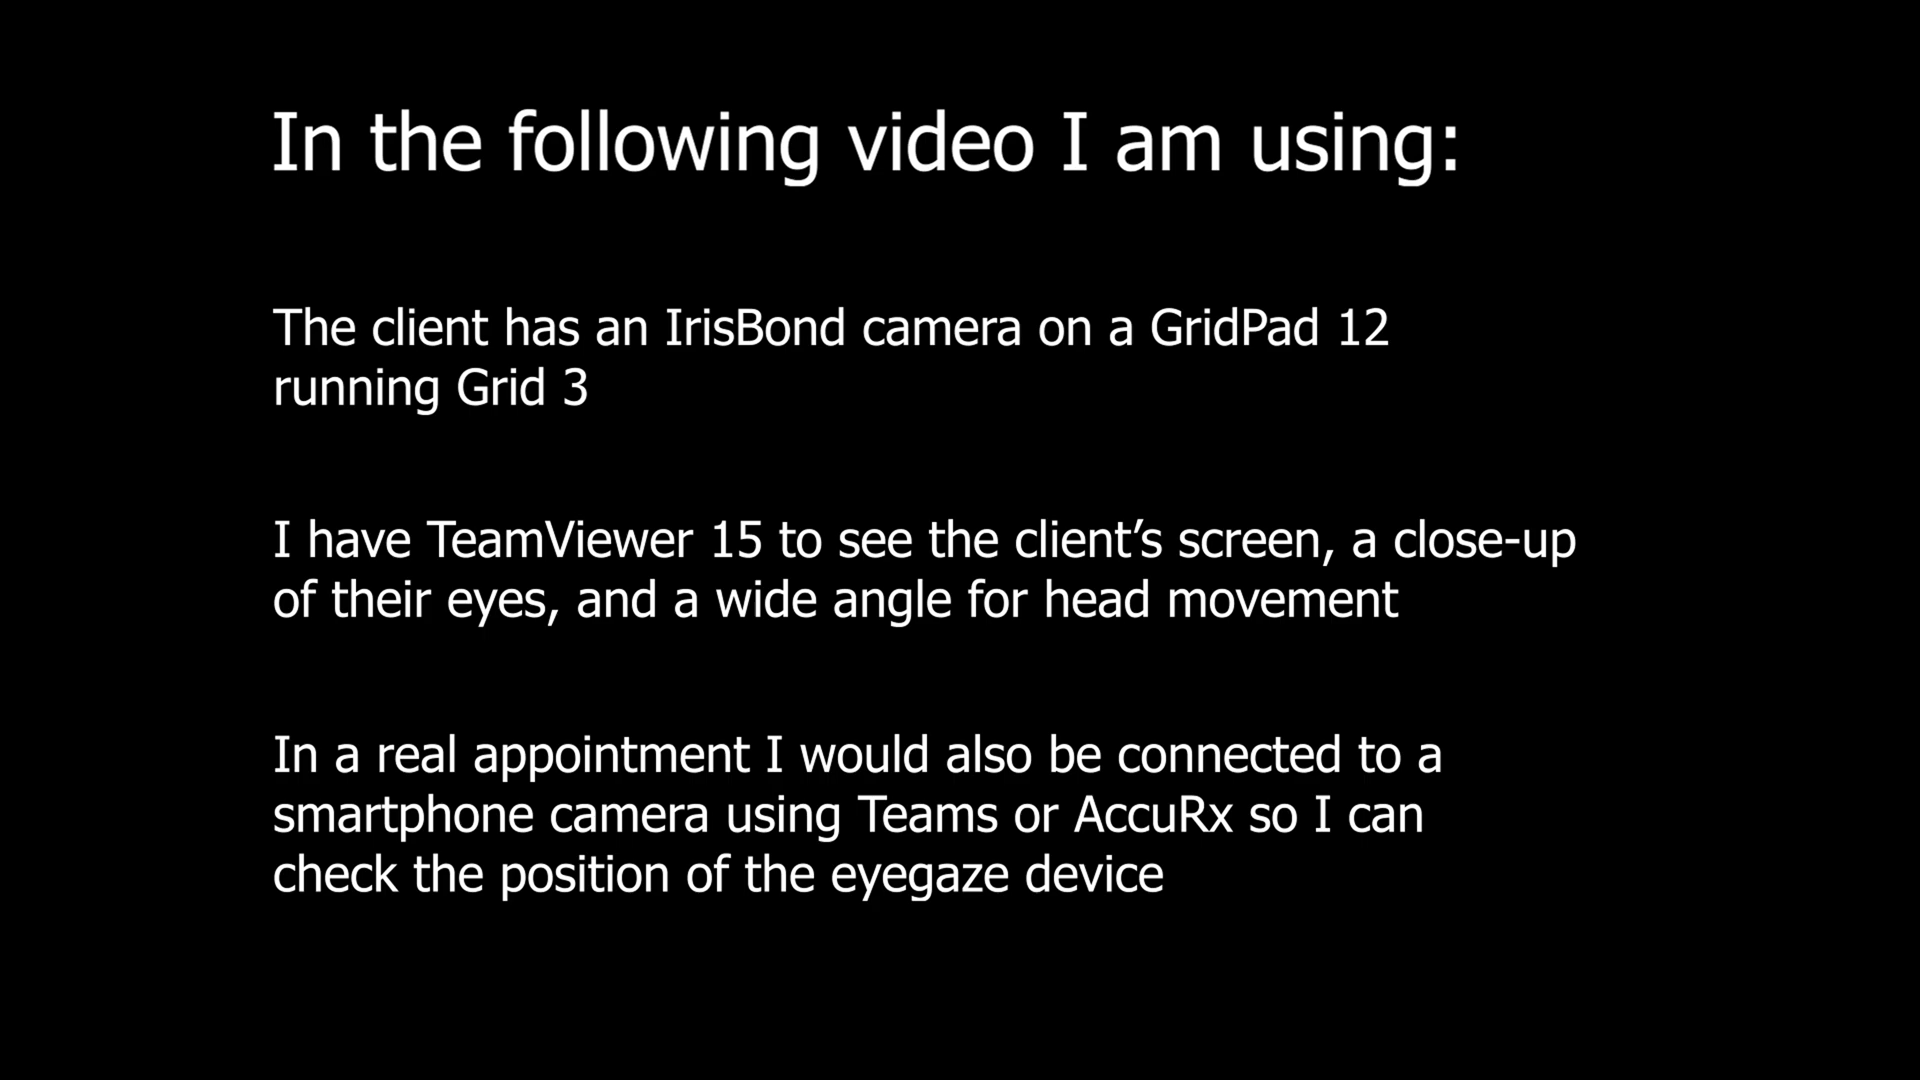 In the following video I am using:
The client has an IrisBond camera on a GridPad 12
running Grid 3
I have TeamViewer 15 to see the client’s screen, a close-up
of their eyes, and a wide angle for head movement
In a real appointment I would also be connected to a
smartphone camera using Teams or AccuRx so I can
check the position of the eyegaze device